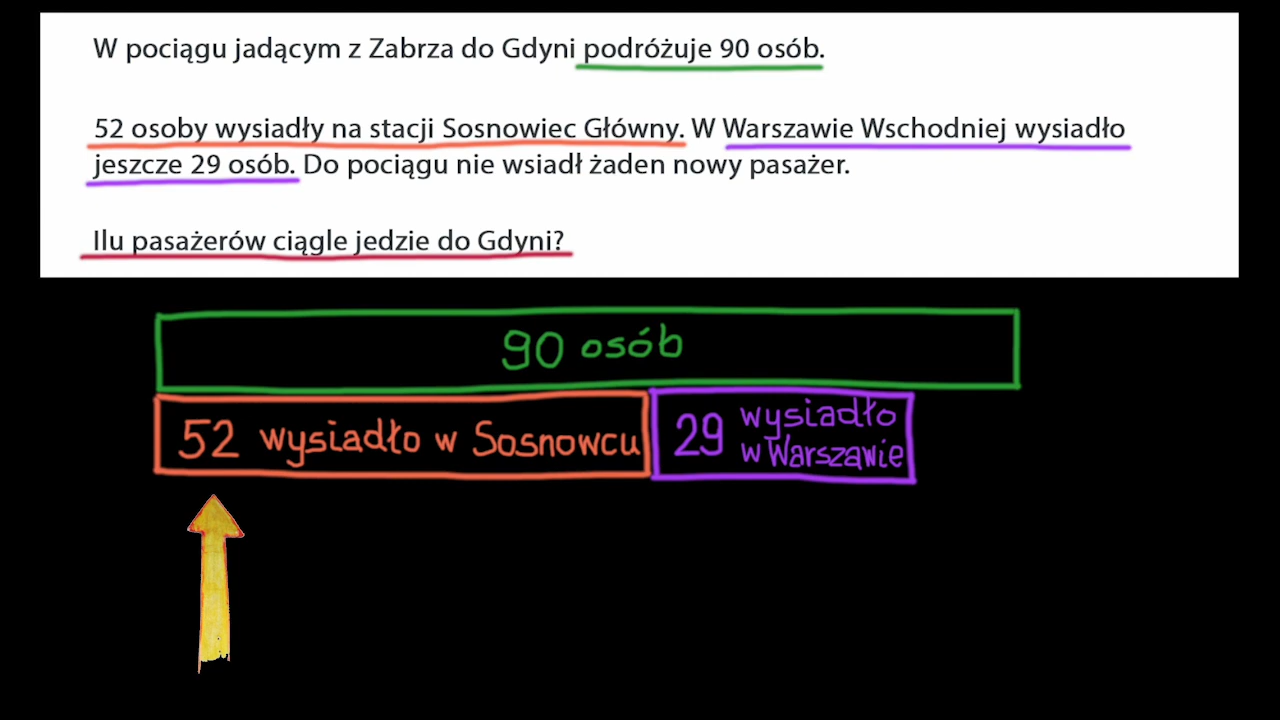 W pociągu jadącym z Zabrza do Gdyni podróżuje 90 osób.
52 osoby wysiadły na stacji Sosnowiec Główny. W Warszawie Wschodniej wysiadło
jeszcze 29 osób. Do pociągu nie wsiadł żaden nowy pasażer.
Ilu pasażerów ciągle jedzie do Gdyni?
90 osób
52 wysiadło w Sosnowcu
29 wysiadło
w Warszawie